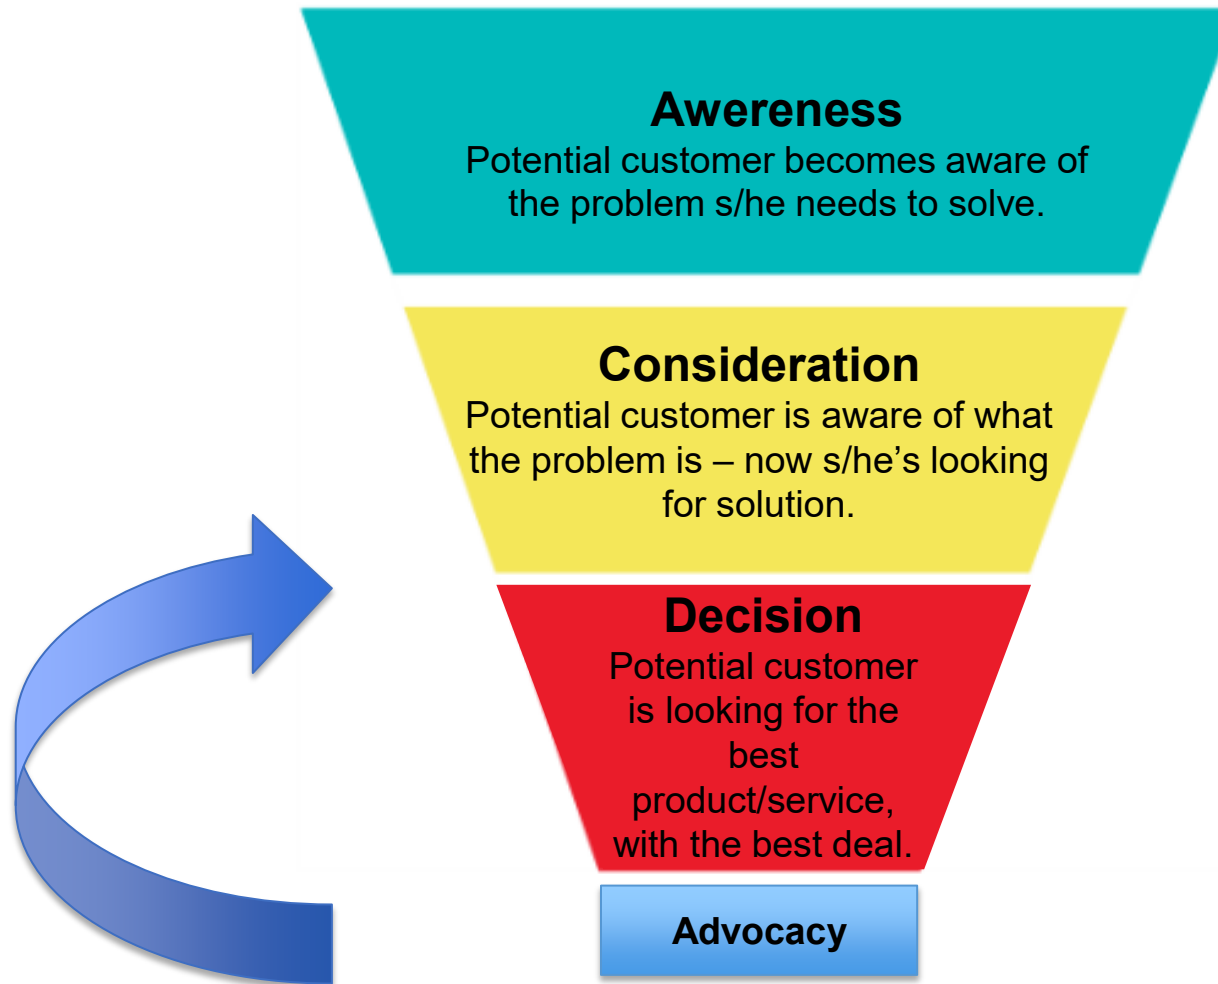 Awereness
Potential customer becomes aware of
the problem s/he needs to solve.
Consideration
Potential customer is aware of what
the problem is – now s/he’s looking
for solution.
Decision
Potential customer
is looking for the
best
product/service,
with the best deal.
Advocacy